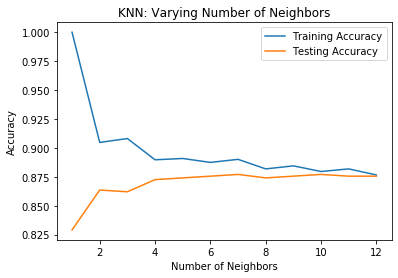 KNN: Varying Number of Neighbors
Training Accuracy
Testing Accuracy
1.000
0.975
0.950
0.925
0.900
0.875
0.850
0.825
Accuracy
2 4 6 8 10 12
Number of Neighbors